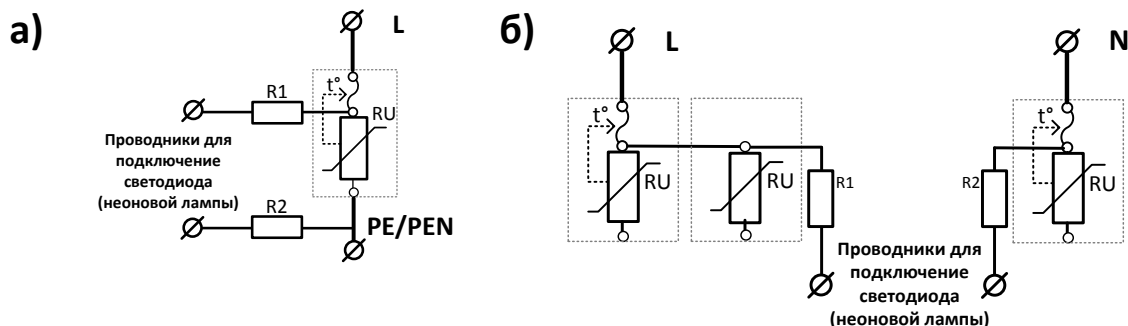 а)
L
t°
R1
RU
Проводники для
подключение
светодиода
(неоновой лампы)
R2
PE/PEN
б)
L
N
t°
RU
RU
R1
R2
t°
RU
Проводники для
подключение
светодиода
(неоновой лампы)